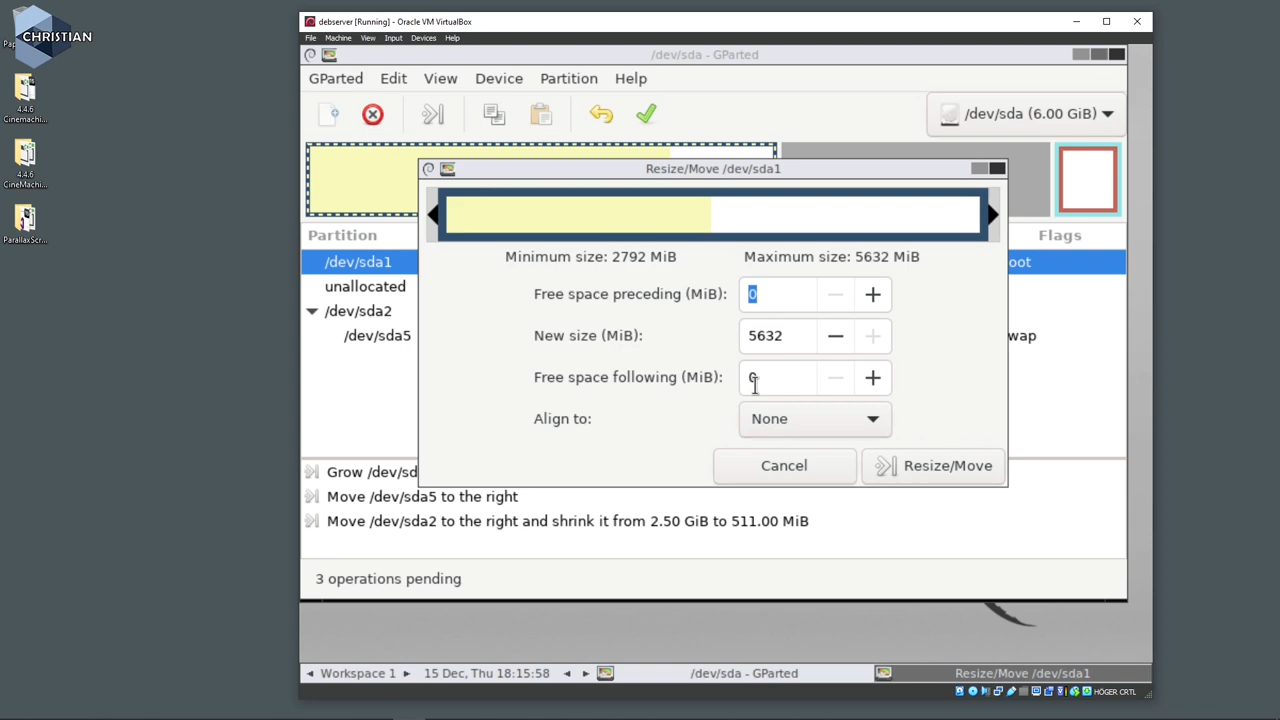 debserver [Running] - Oracle VM VirtualBox
File Machine View Input Devices Help
CHRISTIAN
/dev/sda - GParted
GParted Edit View Device Partition Help
/dev/sda (6.00 GiB)
4.4.6
Cinemachi...
4.4.6
CineMachi...
ParallaxScr...
Resize/Move /dev/sda1
Minimum size: 2792 MiB Maximum size: 5632 MiB
Free space preceding (MiB): 0
New size (MiB): 5632
Free space following (MiB): 0
Align to: None
Cancel Resize/Move
Partition Flags
/dev/sda1 oot
unallocated
/dev/sda2
/dev/sda5 wap
Grow /dev/sd
Move /dev/sda5 to the right
Move /dev/sda2 to the right and shrink it from 2.50 GiB to 511.00 MiB
3 operations pending
Workspace 1 15 Dec, Thu 18:15:58 /dev/sda - GParted Resize/Move /dev/sda1
HÖGER CRTL